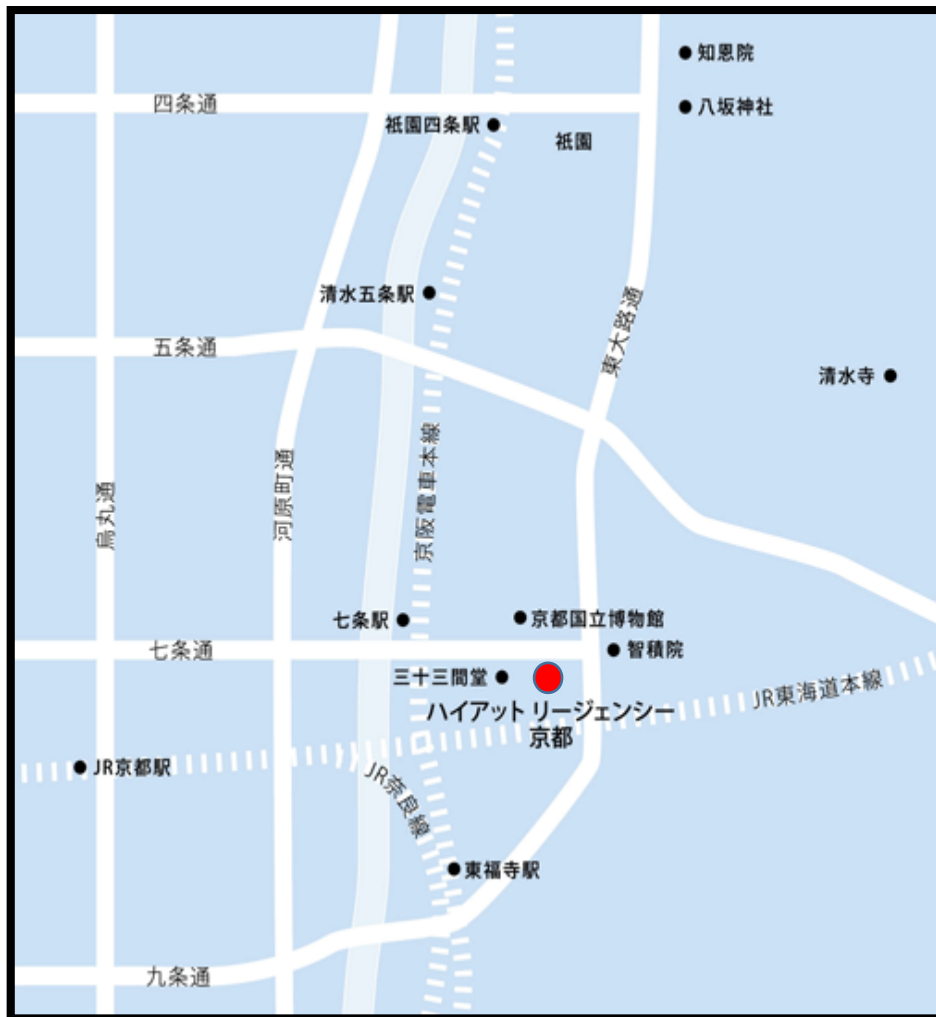 知恩院
四条通
八坂神社
祇園四条駅
祇園
清水五条駅
五条通
東大路通
清水寺
京阪電車本線
河原町通
烏丸通
七条駅
京都国立博物館
七条通
智積院
三十三間堂
ハイアット リージェンシー
京都
JR東海道本線
JR京都駅
JR奈良線
東福寺駅
九条通